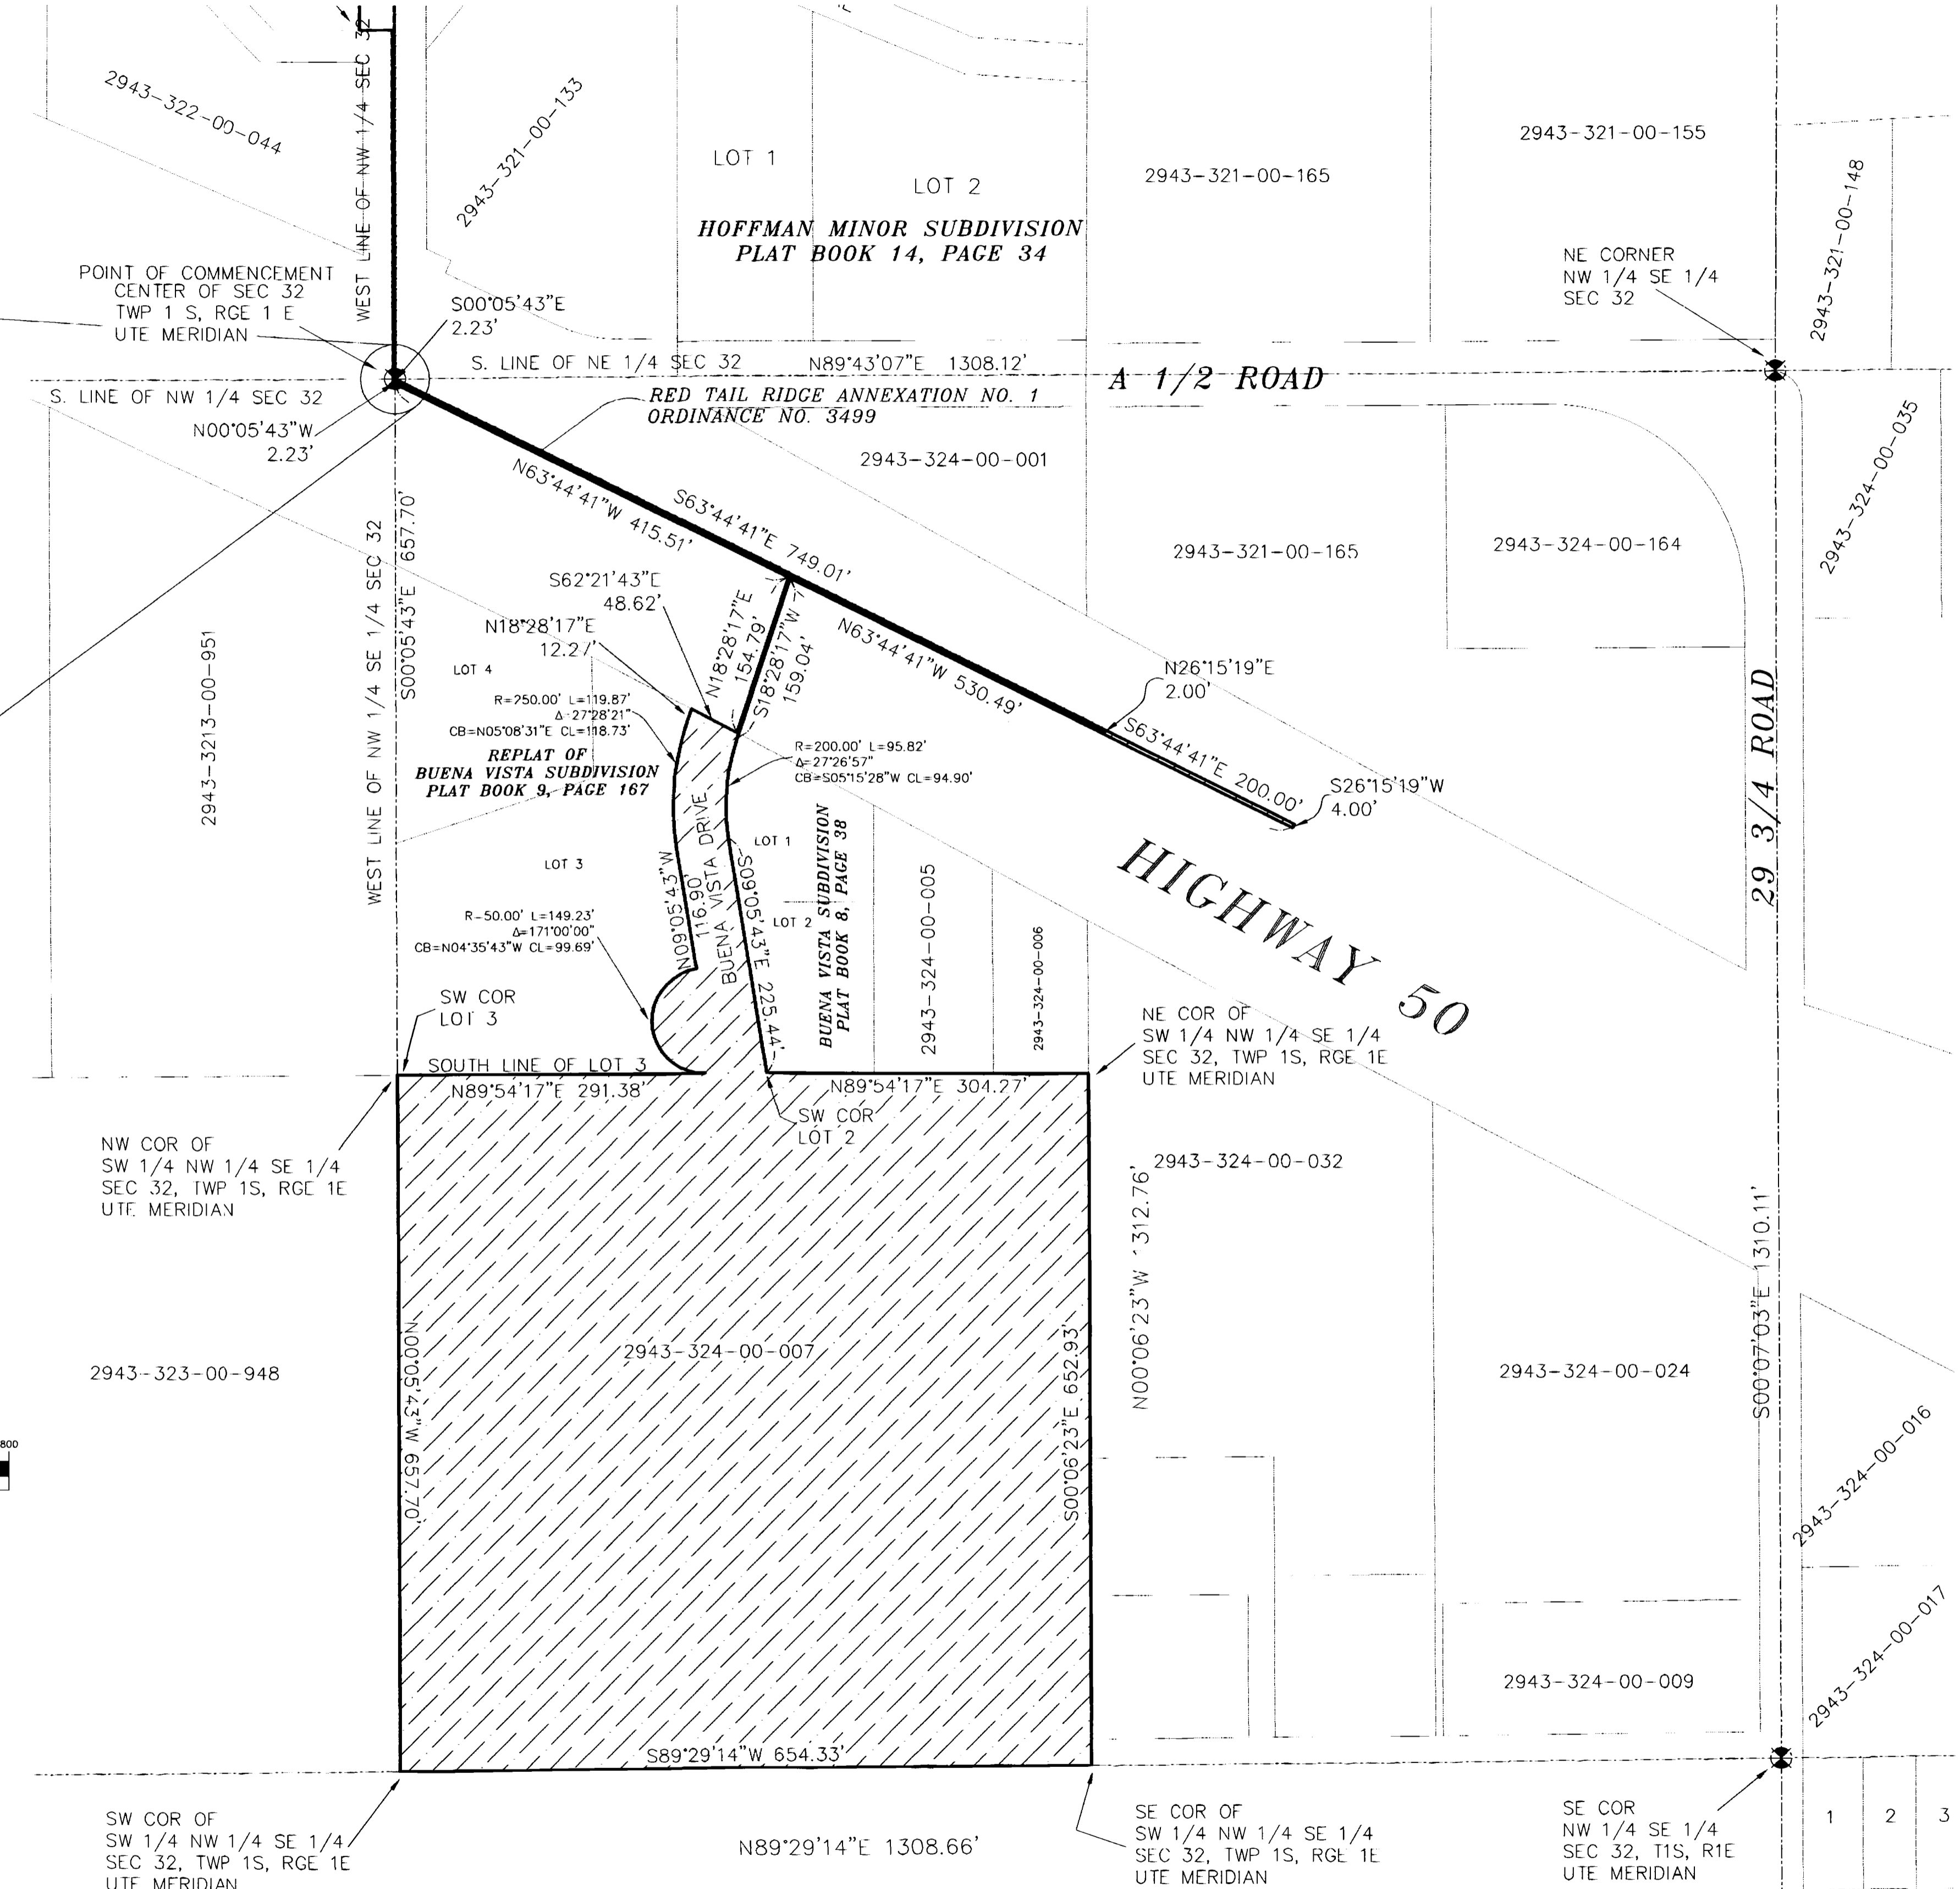 WEST LINE OF NW 1/4 SEC 32
2943-322-00-044
2943-321-00-133
LOT 1
LOT 2
HOFFMAN MINOR SUBDIVISION
PLAT BOOK 14, PAGE 34
2943-321-00-165
2943-321-00-155
2943-321-00-148
NE CORNER
NW 1/4 SE 1/4
SEC 32
POINT OF COMMENCEMENT
CENTER OF SEC 32
TWP 1 S, RGE 1 E
UTE MERIDIAN
S00°05'43"E
2.23'
S. LINE OF NE 1/4 SEC 32
N89°43'07"E 1308.12'
A 1/2 ROAD
S. LINE OF NW 1/4 SEC 32
RED TAIL RIDGE ANNEXATION NO. 1
ORDINANCE NO. 3499
N00°05'43"W
2.23'
2943-324-00-001
2943-324-00-035
N63°44'41"W 415.51'
S63°44'41"E 749.01'
2943-321-00-165
2943-324-00-164
WEST LINE OF NW 1/4 SE 1/4 SEC 32
S00°05'43"E 657.70'
S62°21'43"E
48.62'
N18°28'17"E
12.27'
N18°28'17"E
154.79'
S18°28'17"W
159.04'
N63°44'41"W 530.49'
N26°15'19"E
2.00'
S63°44'41"E 200.00'
S26°15'19"W
4.00'
2943-3213-00-951
LOT 4
R=250.00' L=119.87'
Δ=27°28'21"
CB=N05°08'31"E CL=118.73'
REPLAT OF
BUENA VISTA SUBDIVISION
PLAT BOOK 9, PAGE 167
R=200.00' L=95.82'
Δ=27°26'57"
CB=S05°15'28"W CL=94.90'
29 3/4 ROAD
HIGHWAY 50
LOT 1
LOT 2
BUENA VISTA SUBDIVISION
PLAT BOOK 8, PAGE 38
2943-324-00-005
2943-324-00-006
LOT 3
N09°05'43"W
116.90'
BUENA VISTA DRIVE
S09°05'43"E 225.44'
R=50.00' L=149.23'
Δ=171°00'00"
CB=N04°35'43"W CL=99.69'
SW COR
LOT 3
SOUTH LINE OF LOT 3
N89°54'17"E 291.38'
N89°54'17"E 304.27'
SW COR
LOT 2
NE COR OF
SW 1/4 NW 1/4 SE 1/4
SEC 32, TWP 1S, RGE 1E
UTE MERIDIAN
NW COR OF
SW 1/4 NW 1/4 SE 1/4
SEC 32, TWP 1S, RGE 1E
UTE MERIDIAN
2943-324-00-032
N00°06'23"W 1312.76'
S00°07'03"E 1310.11'
2943-323-00-948
N00°05'43"W 657.70'
2943-324-00-007
S00°06'23"E 652.93'
2943-324-00-024
2943-324-00-016
800
2943-324-00-009
2943-324-00-017
S89°29'14"W 654.33'
SW COR OF
SW 1/4 NW 1/4 SE 1/4
SEC 32, TWP 1S, RGE 1E
UTE MERIDIAN
N89°29'14"E 1308.66'
SE COR OF
SW 1/4 NW 1/4 SE 1/4
SEC 32, TWP 1S, RGE 1E
UTE MERIDIAN
SE COR
NW 1/4 SE 1/4
SEC 32, T1S, R1E
UTE MERIDIAN
1 2 3